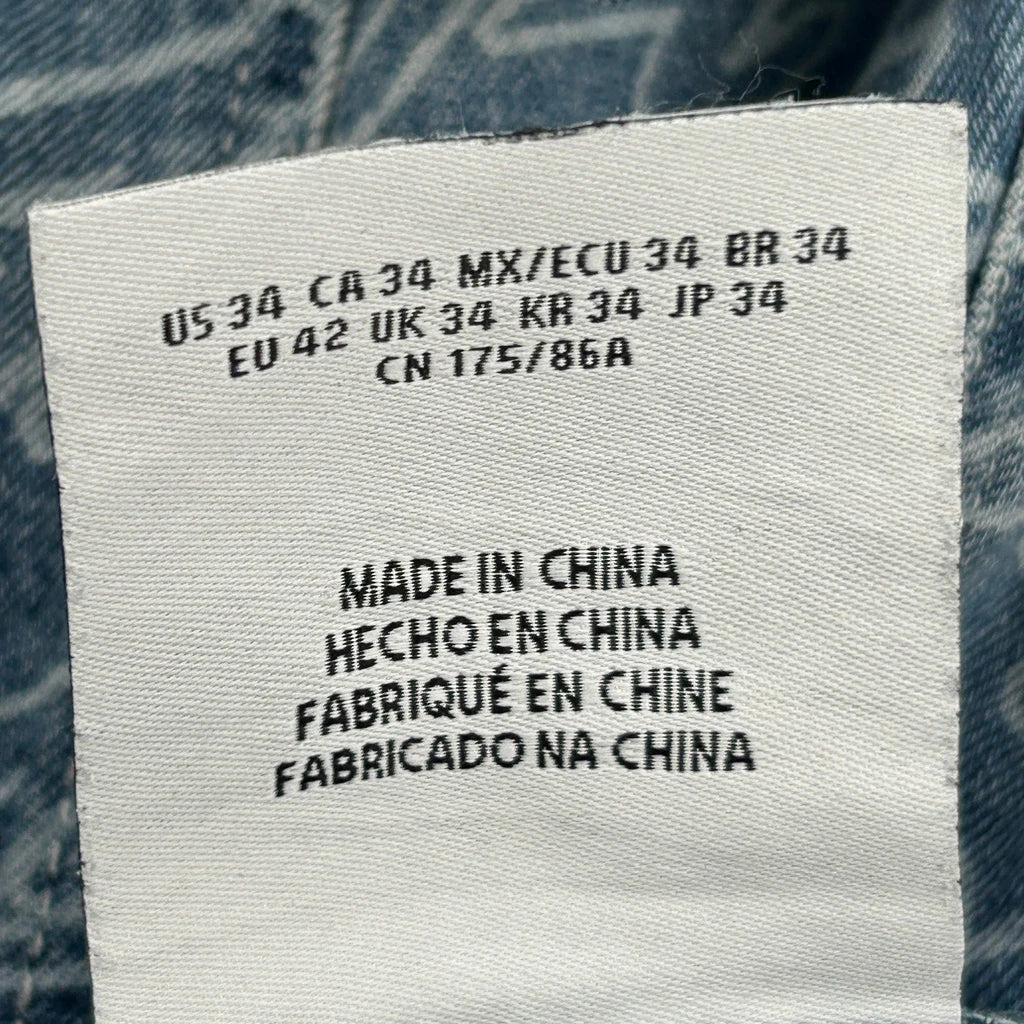 US 34 CA 34 MX/ECU 34 BR 34
EU 42 UK 34 KR 34 JP 34
CN 175/86A
MADE IN CHINA
HECHO EN CHINA
FABRIQUÉ EN CHINE
FABRICADO NA CHINA